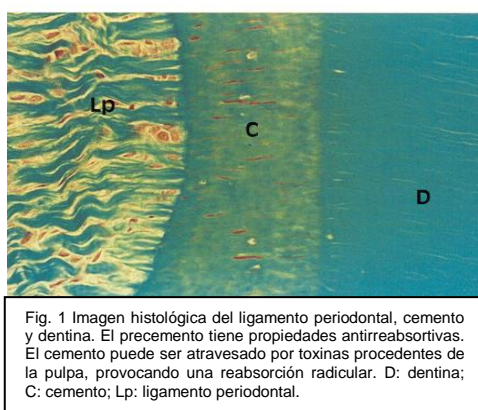 Lp
C
D
Fig. 1 Imagen histológica del ligamento periodontal, cemento
y dentina. El precemento tiene propiedades antirreabsortivas.
El cemento puede ser atravesado por toxinas procedentes de
la pulpa, provocando una reabsorción radicular. D: dentina;
C: cemento; Lp: ligamento periodontal.